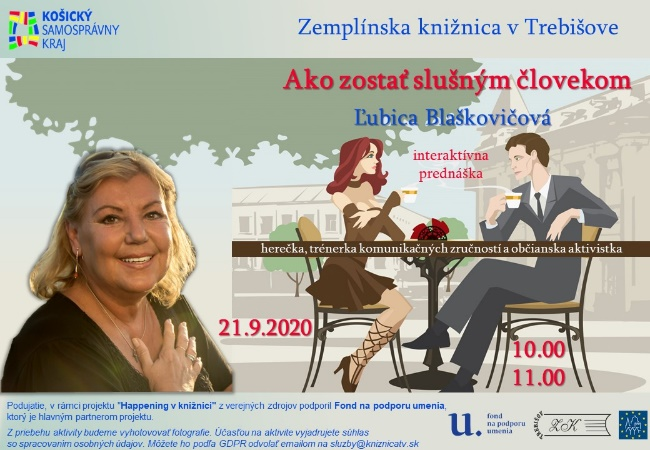 KOŠICKÝ
SAMOSPRÁVNY
KRAJ
Zemplínska knižnica v Trebišove
Ako zostať slušným človekom
Ľubica Blaškovičová
interaktívna
prednáška
herečka, trénerka komunikačných zručností a občianska aktivistka
21.9.2020
10.00
11.00
Podujatie, v rámci projektu "Happening v knižnici" z verejných zdrojov podporil Fond na podporu umenia,
ktorý je hlavným partnerom projektu.
Z priebehu aktivity budeme vyhotovovať fotografie. Účasťou na aktivite vyjadrujete súhlas
so spracovaním osobných údajov. Môžete ho podľa GDPR odvolať emailom na sluzby@kniznicatv.sk
u.
fond
na podporu
umenia
TREBIŠOV
ZK